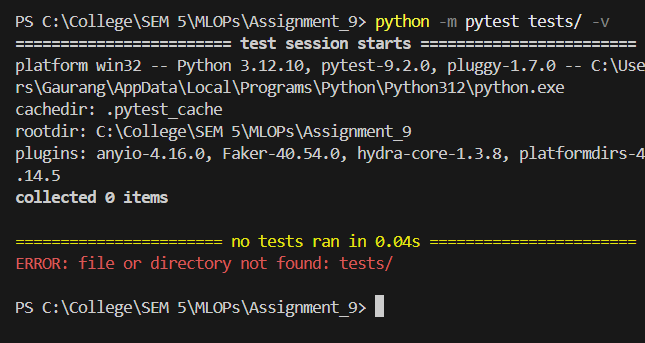 PS C:\College\SEM 5\MLOPs\Assignment_9> python -m pytest tests/ -v
======================== test session starts ========================
platform win32 -- Python 3.12.10, pytest-9.2.0, pluggy-1.7.0 -- C:\Use
rs\Gaurang\AppData\Local\Programs\Python\Python312\python.exe
cachedir: .pytest_cache
rootdir: C:\College\SEM 5\MLOPs\Assignment_9
plugins: anyio-4.16.0, Faker-40.54.0, hydra-core-1.3.8, platformdirs-4
.14.5
collected 0 items
======================= no tests ran in 0.04s =======================
ERROR: file or directory not found: tests/
PS C:\College\SEM 5\MLOPs\Assignment_9>